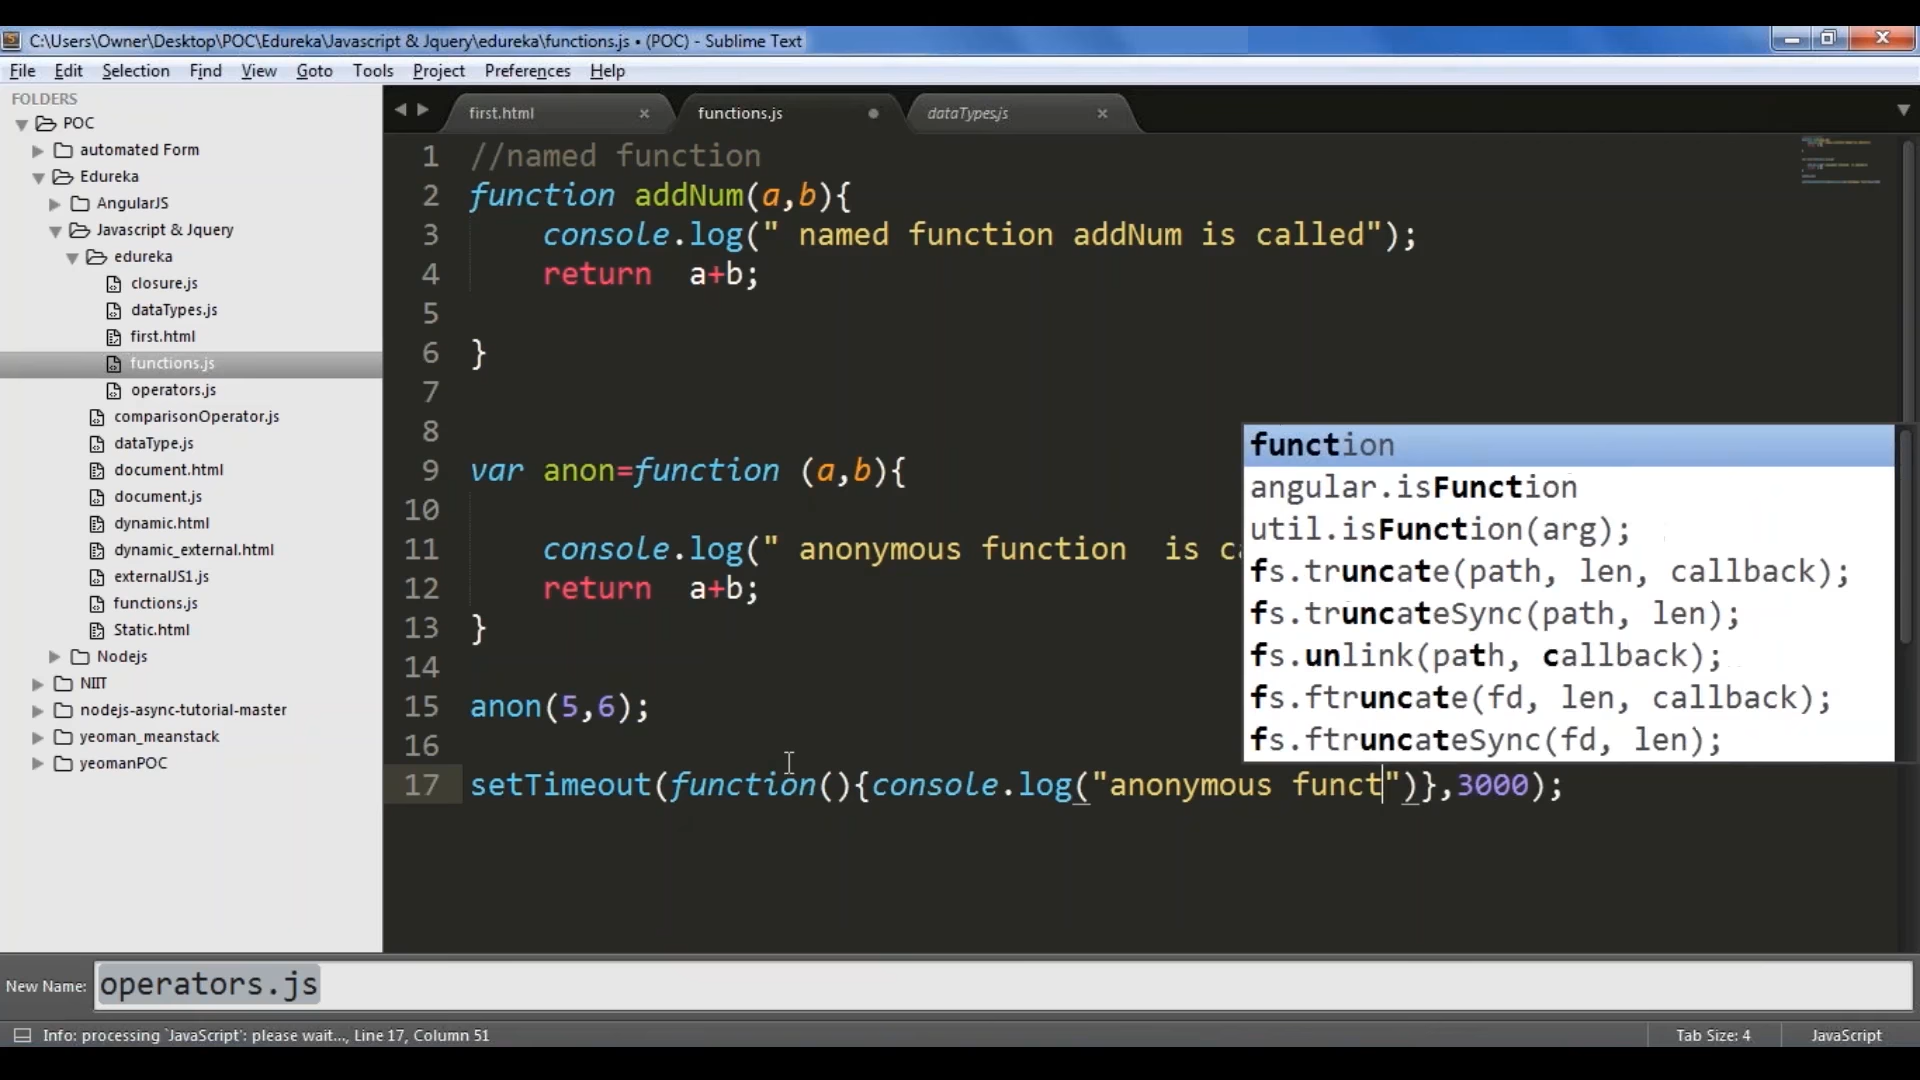 C:\Users\Owner\Desktop\POC\Edureka\Javascript & Jquery\edureka\functions.js • (POC) - Sublime Text
File Edit Selection Find View Goto Tools Project Preferences Help
FOLDERS
POC
automated Form
Edureka
AngularJS
Javascript & Jquery
edureka
closure.js
dataTypes.js
first.html
functions.js
operators.js
comparisonOperator.js
dataType.js
document.html
document.js
dynamic.html
dynamic_external.html
externalJS1.js
functions.js
Static.html
Nodejs
NIIT
nodejs-async-tutorial-master
yeoman_meanstack
yeomanPOC
first.html functions.js dataTypes.js
1 //named function
2 function addNum(a,b){
3 console.log(" named function addNum is called");
4 return  a+b;
5
6 }
7
8
9 var anon=function (a,b){
10
11 console.log(" anonymous function  is c
12 return  a+b;
13 }
14
15 anon(5,6);
16
17 setTimeout(function(){console.log("anonymous funct")},3000);
function
angular.isFunction
util.isFunction(arg);
fs.truncate(path, len, callback);
fs.truncateSync(path, len);
fs.unlink(path, callback);
fs.ftruncate(fd, len, callback);
fs.ftruncateSync(fd, len);
New Name: operators.js
Info: processing `JavaScript`: please wait..., Line 17, Column 51 Tab Size: 4 JavaScript